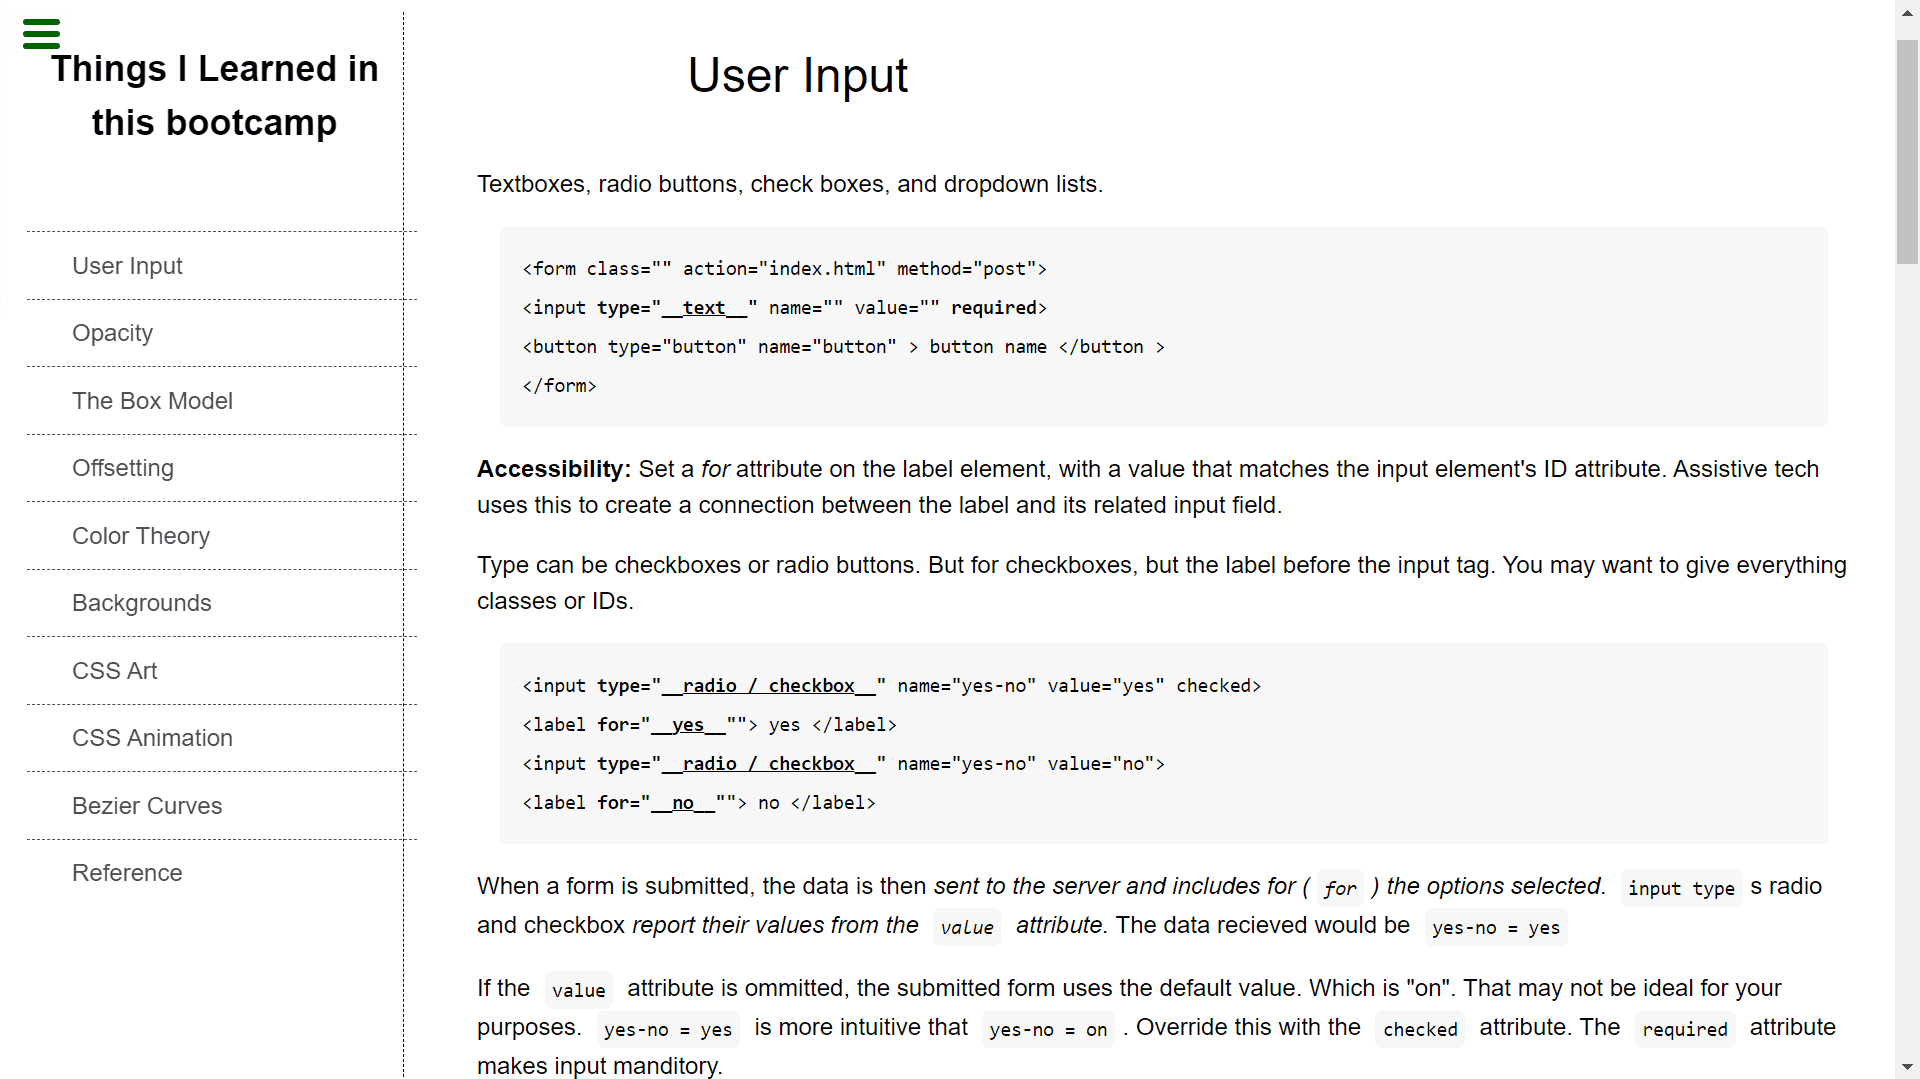 Things I Learned in
this bootcamp
User Input
Opacity
The Box Model
Offsetting
Color Theory
Backgrounds
CSS Art
CSS Animation
Bezier Curves
Reference
User Input
Textboxes, radio buttons, check boxes, and dropdown lists.
<form class="" action="index.html" method="post">
<input type="__text__" name="" value="" required>
<button type="button" name="button" > button name </button >
</form>
Accessibility: Set a for attribute on the label element, with a value that matches the input element's ID attribute. Assistive tech
uses this to create a connection between the label and its related input field.
Type can be checkboxes or radio buttons. But for checkboxes, but the label before the input tag. You may want to give everything
classes or IDs.
<input type="__radio / checkbox__" name="yes-no" value="yes" checked>
<label for="__yes__""> yes </label>
<input type="__radio / checkbox__" name="yes-no" value="no">
<label for="__no__""> no </label>
When a form is submitted, the data is then sent to the server and includes for ( for ) the options selected. input type s radio
and checkbox report their values from the value attribute. The data recieved would be yes-no = yes
If the value attribute is ommitted, the submitted form uses the default value. Which is "on". That may not be ideal for your
purposes. yes-no = yes is more intuitive that yes-no = on . Override this with the checked attribute. The required attribute
makes input manditory.